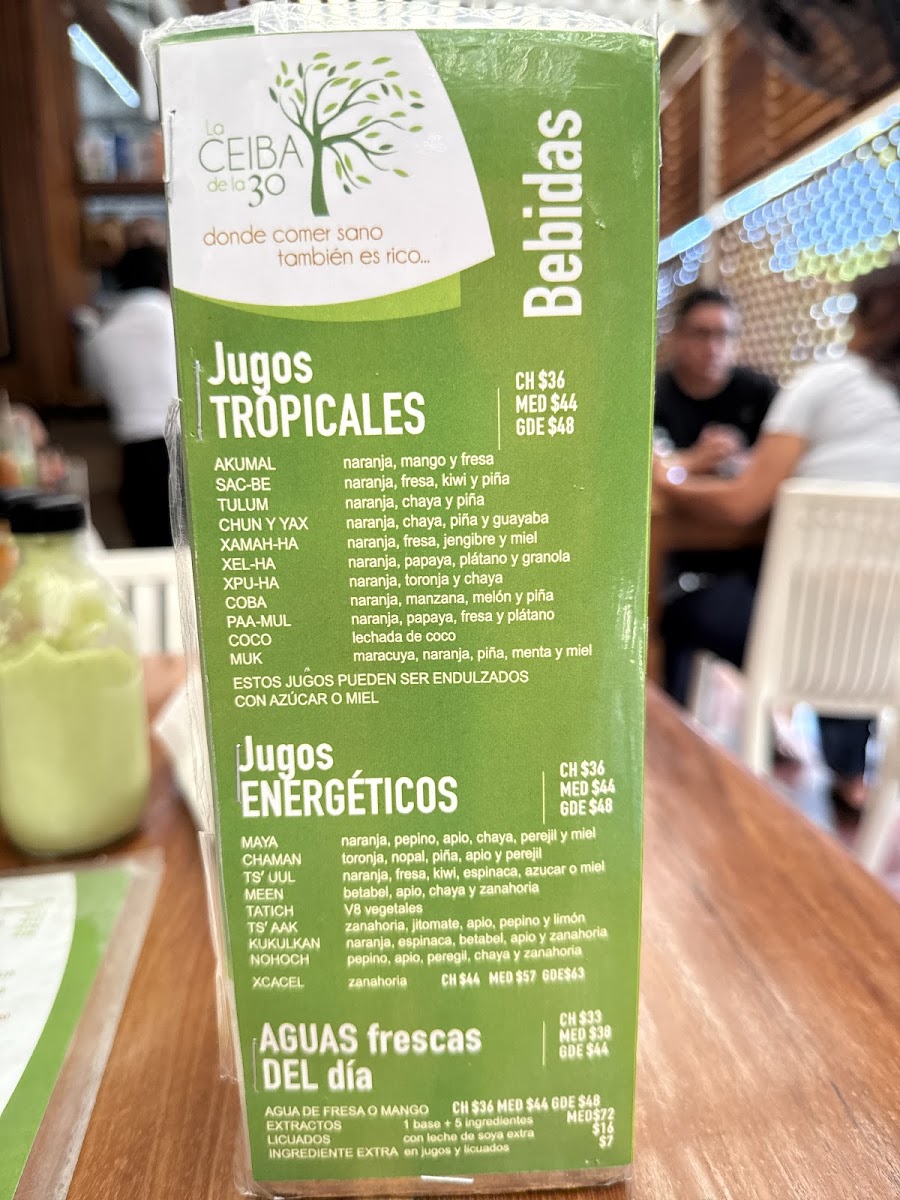 La
CEIBA
de la 30
donde comer sano
también es rico...
Bebidas
Jugos
TROPICALES
CH $36
MED $44
GDE $48
AKUMAL naranja, mango y fresa
SAC-BE naranja, fresa, kiwi y piña
TULUM naranja, chaya y piña
CHUN Y YAX naranja, chaya, piña y guayaba
XAMAH-HA naranja, fresa, jengibre y miel
XEL-HA naranja, papaya, plátano y granola
XPU-HA naranja, toronja y chaya
COBA naranja, manzana, melón y piña
PAA-MUL naranja, papaya, fresa y plátano
COCO lechada de coco
MUK maracuya, naranja, piña, menta y miel
ESTOS JUGOS PUEDEN SER ENDULZADOS
CON AZÚCAR O MIEL
Jugos
ENERGÉTICOS
CH $36
MED $44
GDE $48
MAYA naranja, pepino, apio, chaya, perejil y miel
CHAMAN toronja, nopal, piña, apio y perejil
TS' UUL naranja, fresa, kiwi, espinaca, azucar o miel
MEEN betabel, apio, chaya y zanahoria
TATICH V8 vegetales
TS' AAK zanahoria, jitomate, apio, pepino y limón
KUKULKAN naranja, espinaca, betabel, apio y zanahoria
NOHOCH pepino, apio, peregil, chaya y zanahoria
XCACEL zanahoria CH $44 MED $57 GDE $63
AGUAS frescas
DEL día
CH $33
MED $38
GDE $44
AGUA DE FRESA O MANGO CH $36 MED $44 GDE $48
EXTRACTOS 1 base + 5 ingredientes MED $72
LICUADOS con leche de soya extra $16
INGREDIENTE EXTRA en jugos y licuados $7